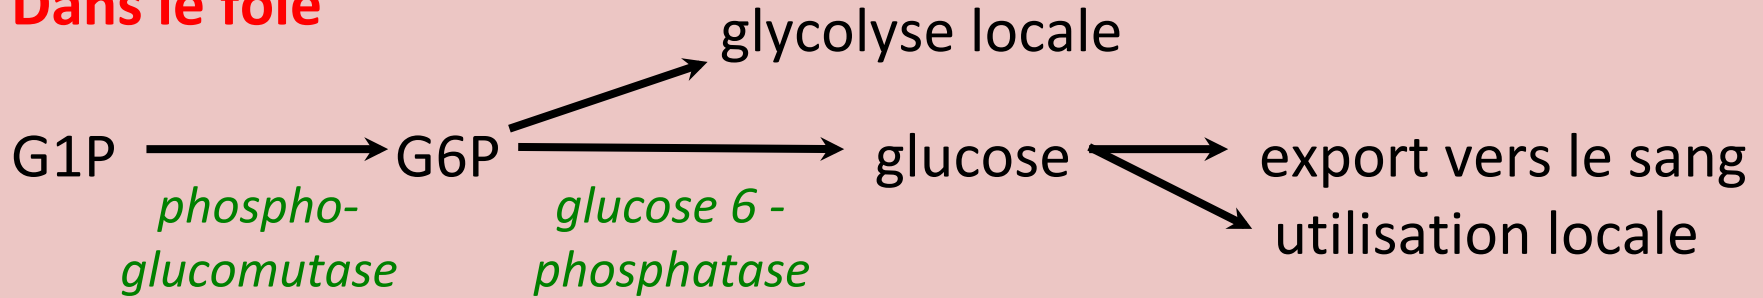 Dans le foie
glycolyse locale
G1P G6P glucose export vers le sang
phospho- glucose 6 - utilisation locale
glucomutase phosphatase